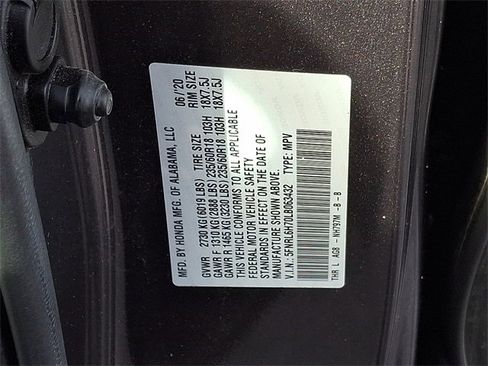 MFD. BY HONDA MFG. OF ALABAMA, LLC 06/'20
GVWR 2730 KG( 6019 LBS) TIRE SIZE RIM SIZE
GAWR F 1310 KG( 2888 LBS) 235/60R18 103H 18X7.5J
GAWR R 1465 KG( 3230 LBS) 235/60R18 103H 18X7.5J
THIS VEHICLE CONFORMS TO ALL APPLICABLE
FEDERAL MOTOR VEHICLE SAFETY
STANDARDS IN EFFECT ON THE DATE OF
MANUFACTURE SHOWN ABOVE.
V.I.N.: 5FNRL6H70LB063432 TYPE: MPV
THR L AG8 - NH797M -B -B